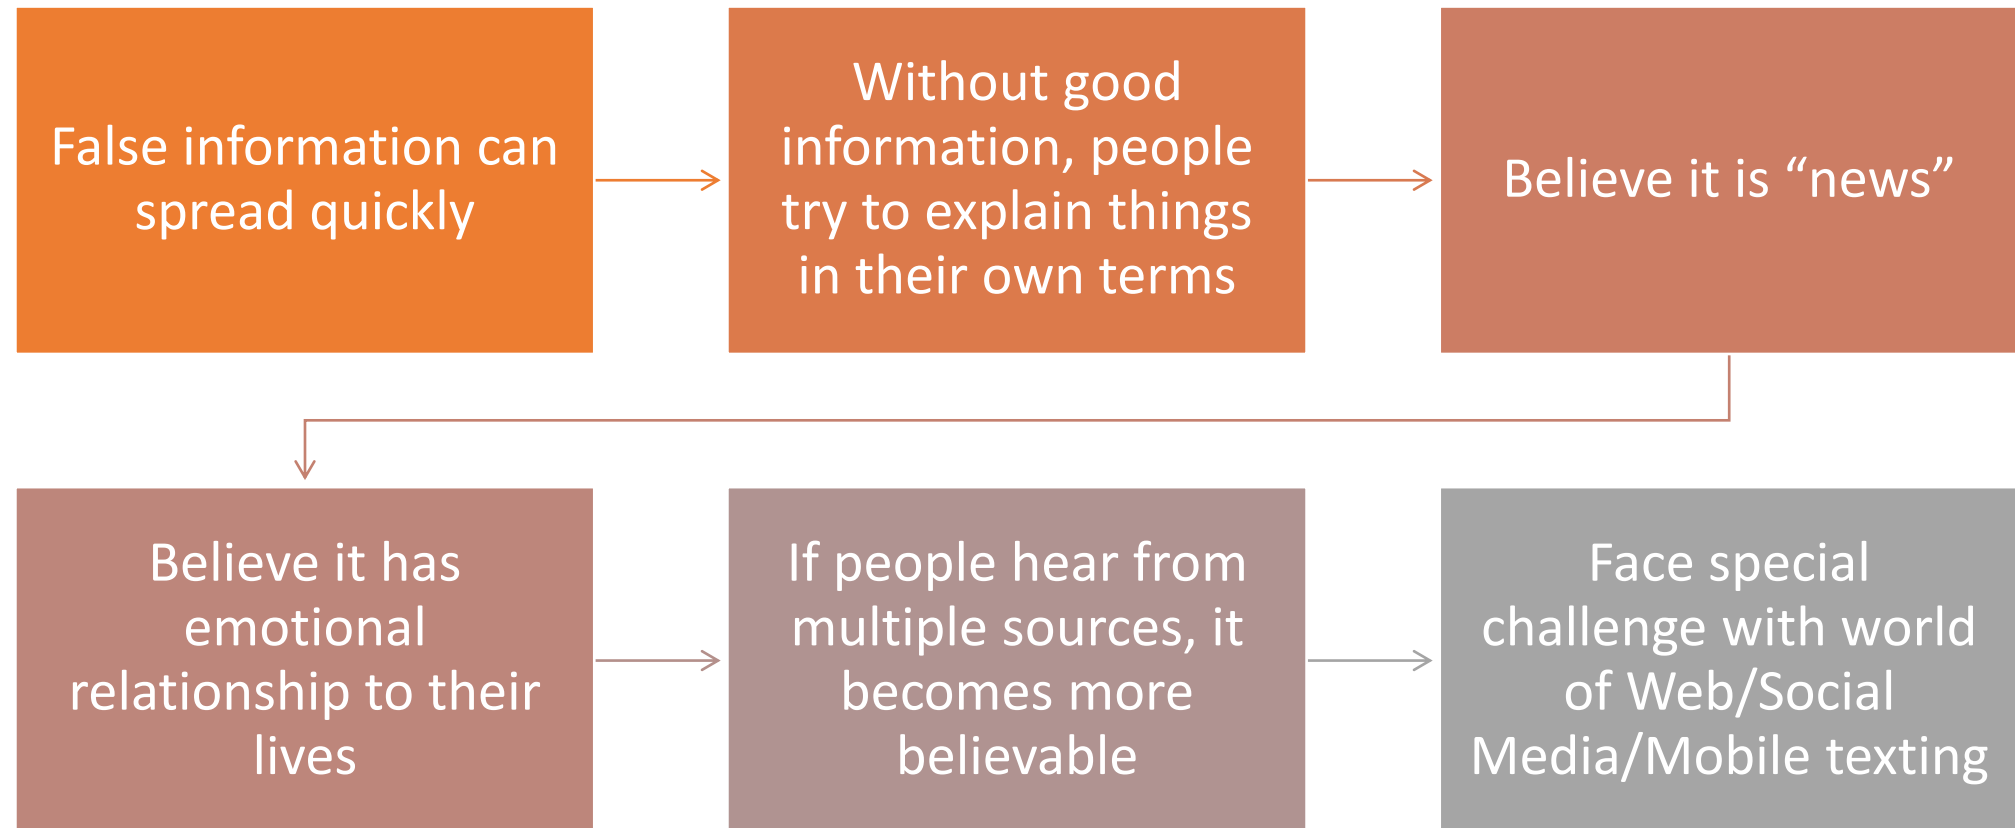 False information can
spread quickly
Without good
information, people
try to explain things
in their own terms
Believe it is “news”
Believe it has
emotional
relationship to their
lives
If people hear from
multiple sources, it
becomes more
believable
Face special
challenge with world
of Web/Social
Media/Mobile texting